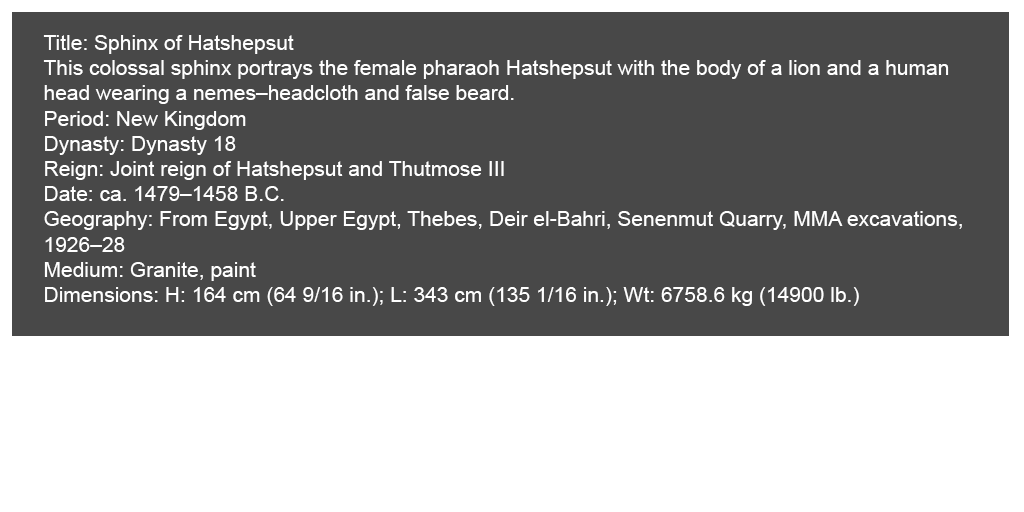 Title: Sphinx of Hatshepsut
This colossal sphinx portrays the female pharaoh Hatshepsut with the body of a lion and a human
head wearing a nemes–headcloth and false beard.
Period: New Kingdom
Dynasty: Dynasty 18
Reign: Joint reign of Hatshepsut and Thutmose III
Date: ca. 1479–1458 B.C.
Geography: From Egypt, Upper Egypt, Thebes, Deir el-Bahri, Senenmut Quarry, MMA excavations,
1926–28
Medium: Granite, paint
Dimensions: H: 164 cm (64 9/16 in.); L: 343 cm (135 1/16 in.); Wt: 6758.6 kg (14900 lb.)